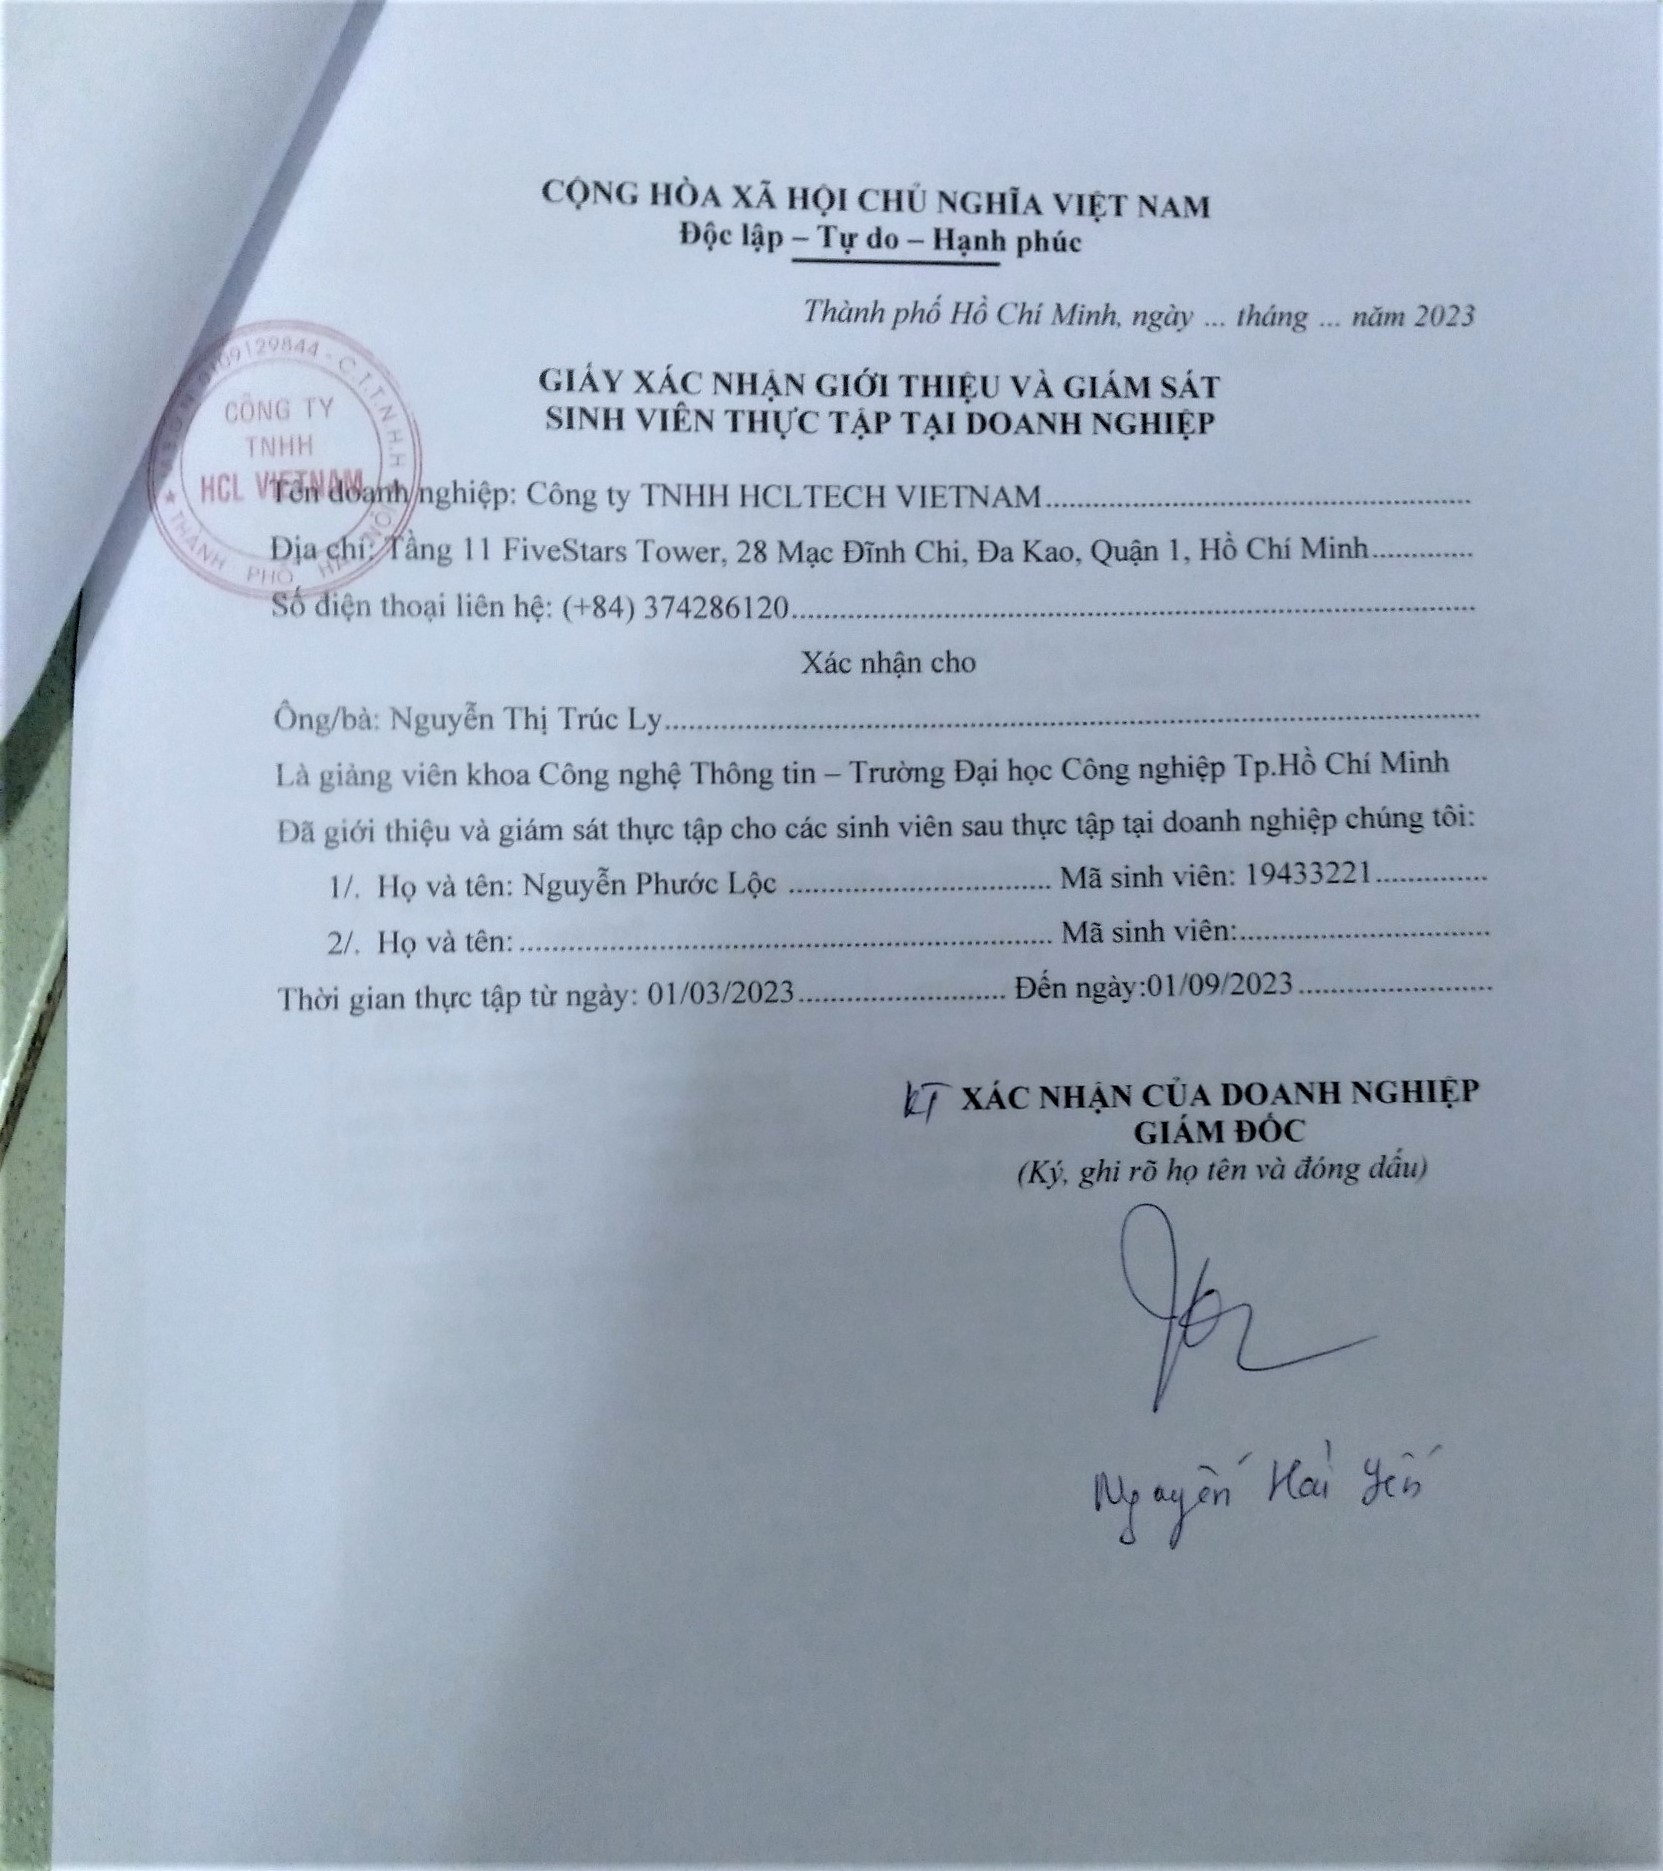 CỘNG HÒA XÃ HỘI CHỦ NGHĨA VIỆT NAM
Độc lập – Tự do – Hạnh phúc
Thành phố Hồ Chí Minh, ngày ... tháng ... năm 2023
GIẤY XÁC NHẬN GIỚI THIỆU VÀ GIÁM SÁT
SINH VIÊN THỰC TẬP TẠI DOANH NGHIỆP
0109129844 - C.T.T.N.H.H
CÔNG TY
TNHH
HCL VIETNAM
THÀNH PHỐ HÀ NỘI
Tên doanh nghiệp: Công ty TNHH HCLTECH VIETNAM
Địa chỉ: Tầng 11 FiveStars Tower, 28 Mạc Đĩnh Chi, Đa Kao, Quận 1, Hồ Chí Minh
Số điện thoại liên hệ: (+84) 374286120
Xác nhận cho
Ông/bà: Nguyễn Thị Trúc Ly
Là giảng viên khoa Công nghệ Thông tin – Trường Đại học Công nghiệp Tp.Hồ Chí Minh
Đã giới thiệu và giám sát thực tập cho các sinh viên sau thực tập tại doanh nghiệp chúng tôi:
1/. Họ và tên: Nguyễn Phước Lộc Mã sinh viên: 19433221
2/. Họ và tên: Mã sinh viên:
Thời gian thực tập từ ngày: 01/03/2023 Đến ngày:01/09/2023
KT XÁC NHẬN CỦA DOANH NGHIỆP
GIÁM ĐỐC
(Ký, ghi rõ họ tên và đóng dấu)
Nguyễn Hải Yến